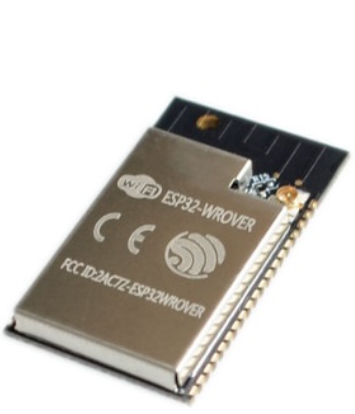 WiFi ESP32-WROVER
CE
FCC ID:2AC7Z-ESP32WROVER